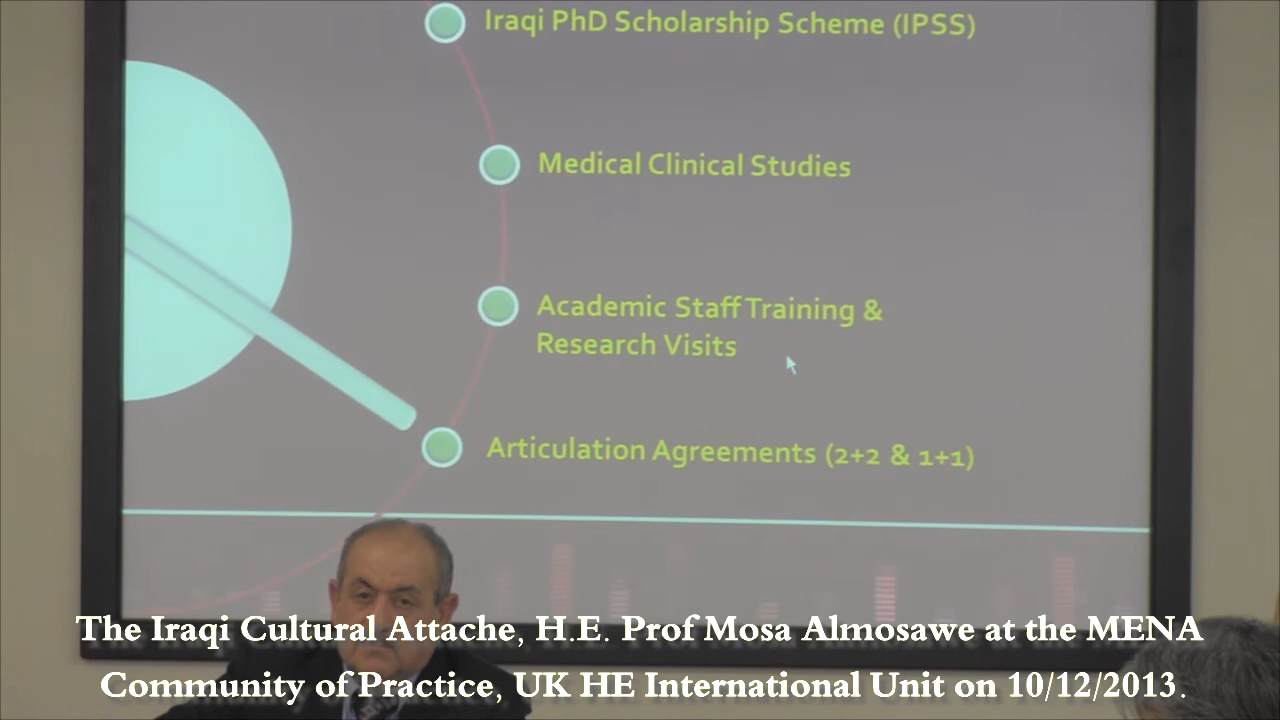 Iraqi PhD Scholarship Scheme (IPSS)
Medical Clinical Studies
Academic Staff Training &
Research Visits
Articulation Agreements (2+2 & 1+1)
The Iraqi Cultural Attache, H.E. Prof Mosa Almosawe at the MENA
Community of Practice, UK HE International Unit on 10/12/2013.